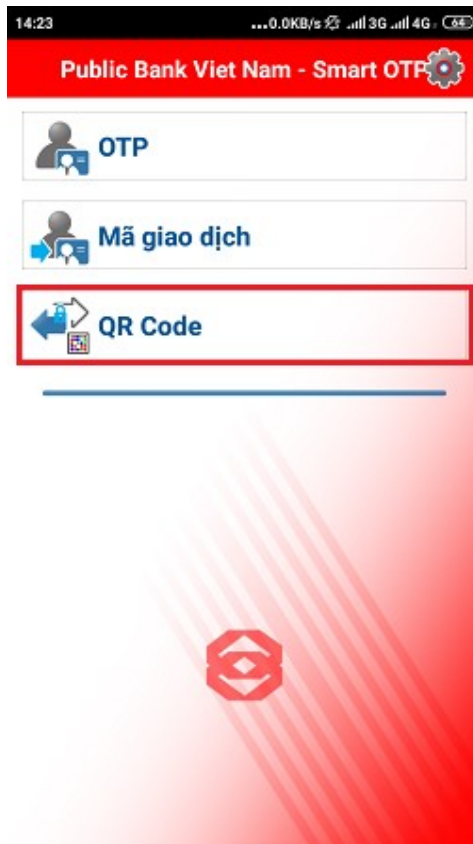 14:23 ...0.0KB/s 3G 4G 64
Public Bank Viet Nam - Smart OTP
OTP
Mã giao dịch
QR Code